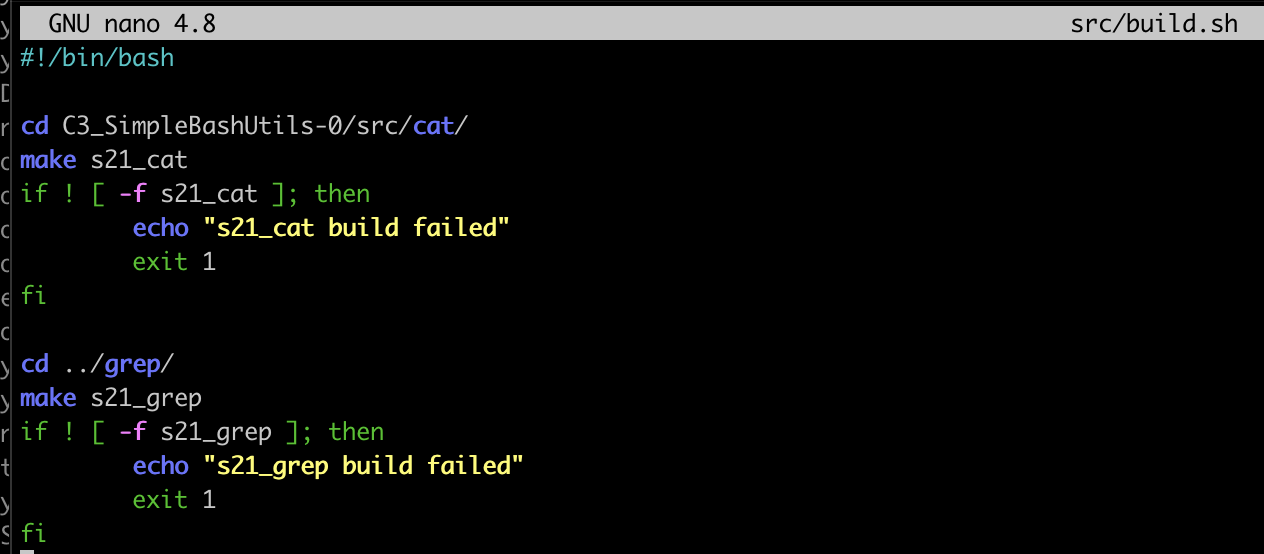 GNU nano 4.8 src/build.sh
#!/bin/bash
cd C3_SimpleBashUtils-0/src/cat/
make s21_cat
if ! [ -f s21_cat ]; then
echo "s21_cat build failed"
exit 1
fi
cd ../grep/
make s21_grep
if ! [ -f s21_grep ]; then
echo "s21_grep build failed"
exit 1
fi